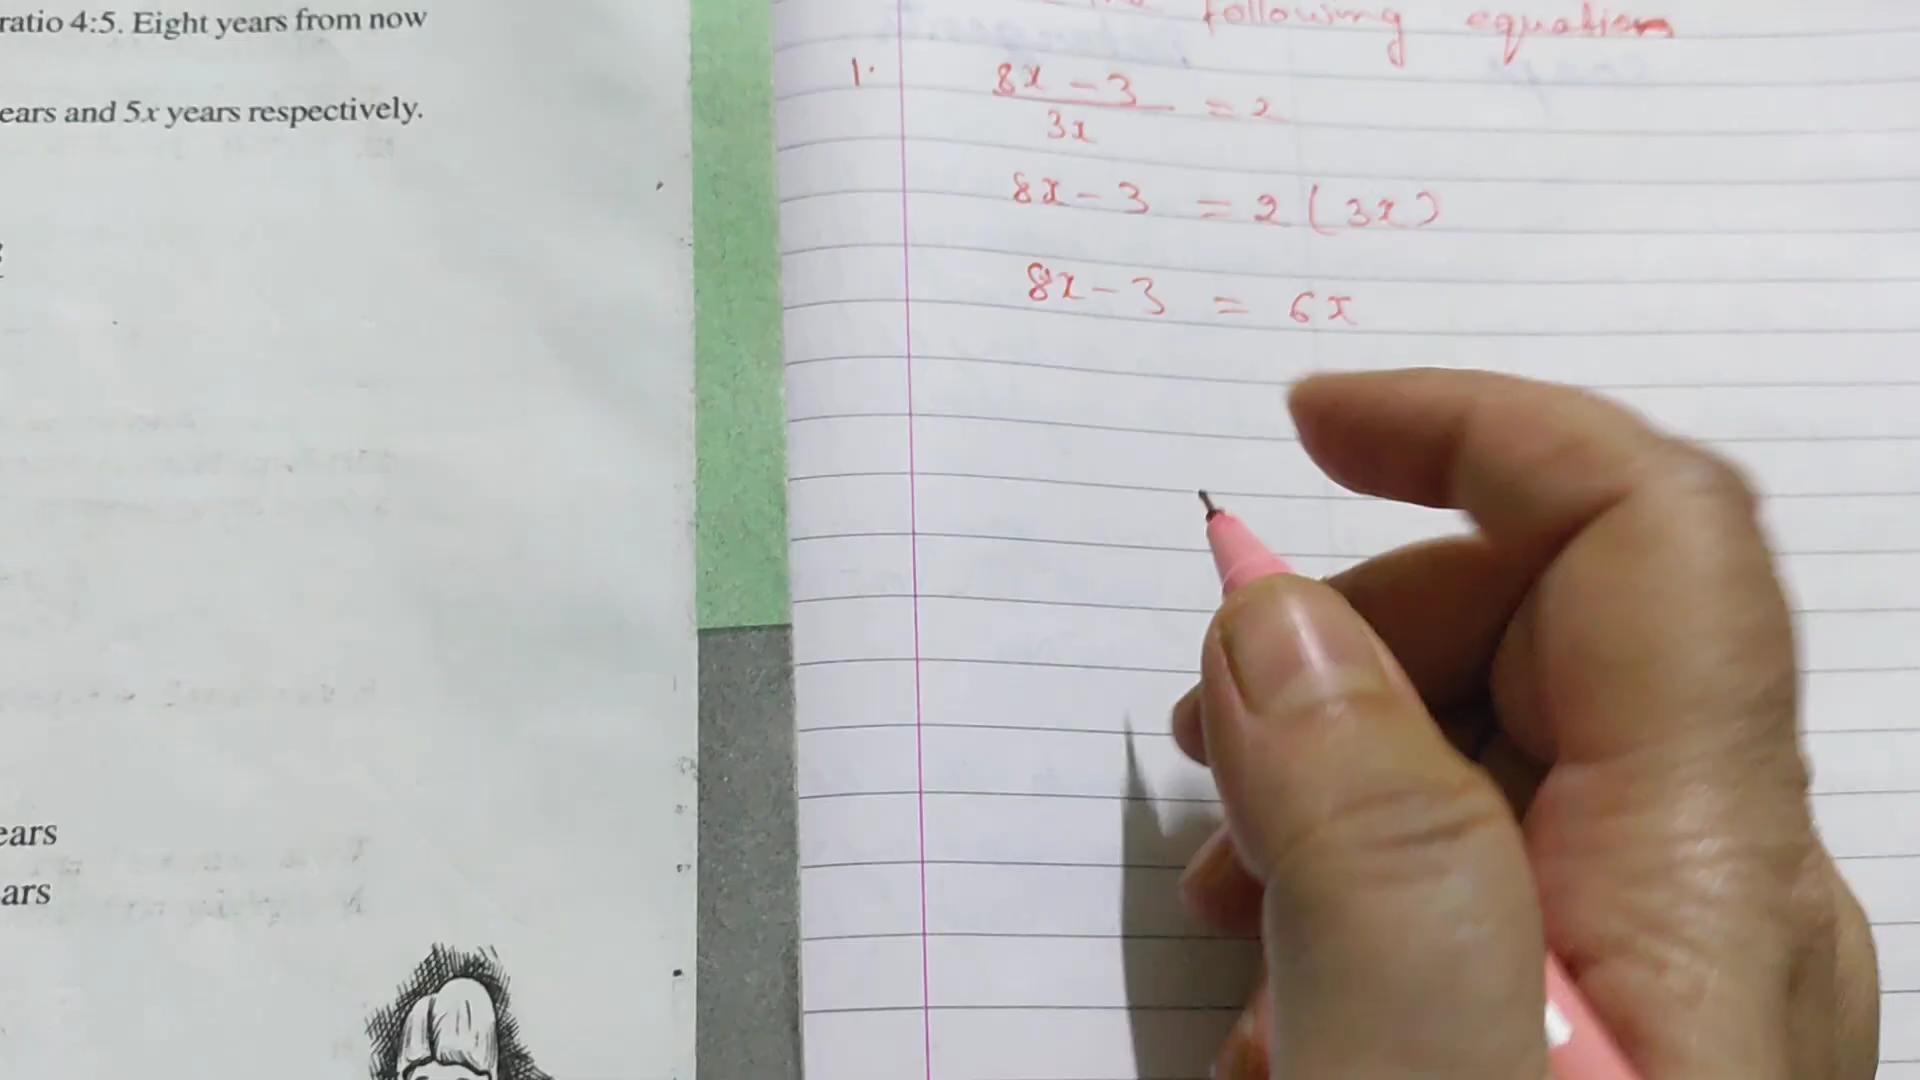 ratio 4:5. Eight years from now
ears and 5x years respectively.
ears
ars
following equation
1. (8x - 3)/3x = 2
8x - 3 = 2 (3x)
8x - 3 = 6x